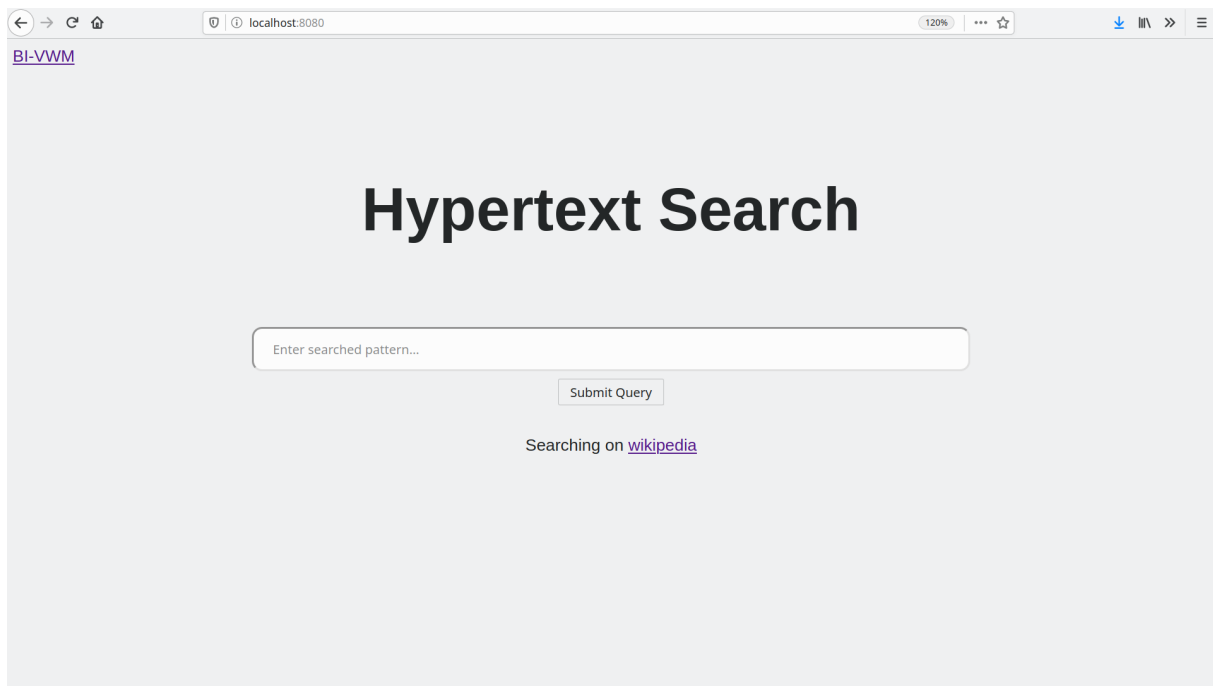 localhost:8080
120%
BI-VWM
Hypertext Search
Enter searched pattern...
Submit Query
Searching on wikipedia